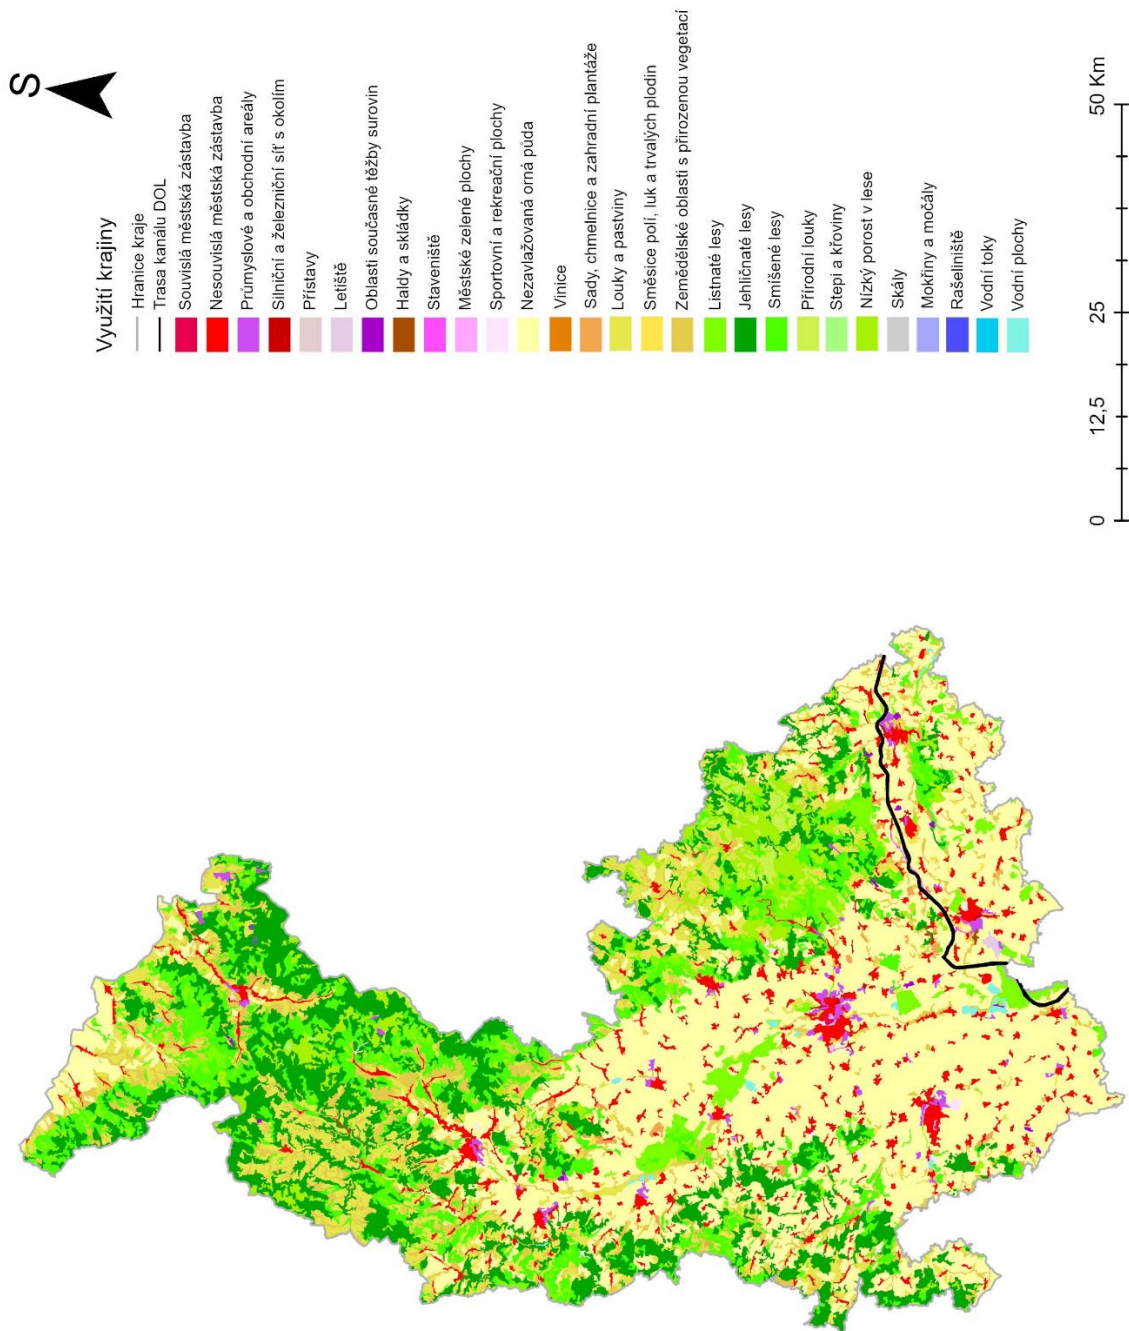 S
Využití krajiny
Hranice kraje
Trasa kanálu DOL
Souvislá městská zástavba
Nesouvislá městská zástavba
Průmyslové a obchodní areály
Silniční a železniční síť s okolím
Přístavy
Letiště
Oblasti současné těžby surovin
Haldy a skládky
Staveniště
Městské zelené plochy
Sportovní a rekreační plochy
Nezavlažovaná orná půda
Vinice
Sady, chmelnice a zahradní plantáže
Louky a pastviny
Směsice polí, luk a trvalých plodin
Zemědělské oblasti s přirozenou vegetací
Listnaté lesy
Jehličnaté lesy
Smíšené lesy
Přírodní louky
Stepi a křoviny
Nízký porost v lese
Skály
Mokřiny a močály
Rašeliniště
Vodní toky
Vodní plochy
0 12,5 25 50 Km